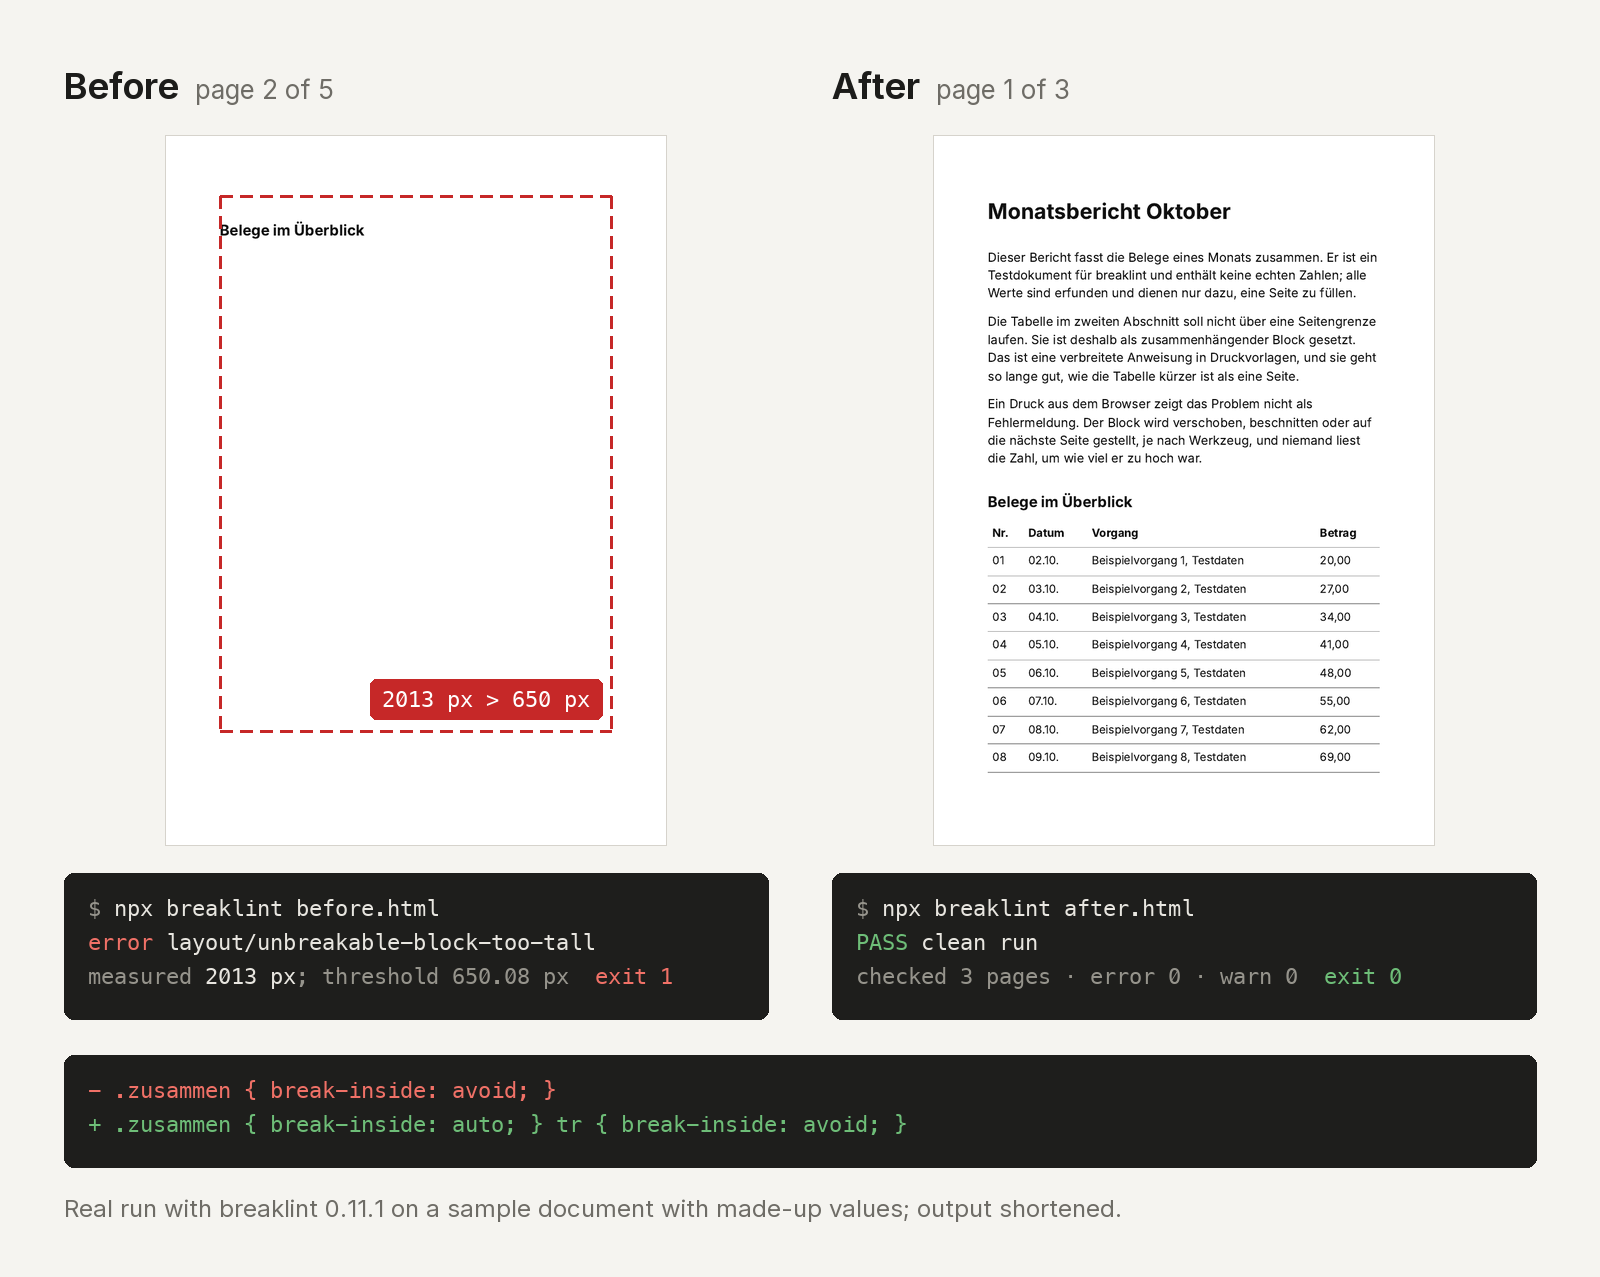 Before page 2 of 5
Belege im Überblick
2013 px > 650 px
$ npx breaklint before.html
error layout/unbreakable-block-too-tall
measured 2013 px; threshold 650.08 px exit 1
After page 1 of 3
Monatsbericht Oktober
Dieser Bericht fasst die Belege eines Monats zusammen. Er ist ein
Testdokument für breaklint und enthält keine echten Zahlen; alle
Werte sind erfunden und dienen nur dazu, eine Seite zu füllen.
Die Tabelle im zweiten Abschnitt soll nicht über eine Seitengrenze
laufen. Sie ist deshalb als zusammenhängender Block gesetzt.
Das ist eine verbreitete Anweisung in Druckvorlagen, und sie geht
so lange gut, wie die Tabelle kürzer ist als eine Seite.
Ein Druck aus dem Browser zeigt das Problem nicht als
Fehlermeldung. Der Block wird verschoben, beschnitten oder auf
die nächste Seite gestellt, je nach Werkzeug, und niemand liest
die Zahl, um wie viel er zu hoch war.
Belege im Überblick
Nr. Datum Vorgang Betrag
01 02.10. Beispielvorgang 1, Testdaten 20,00
02 03.10. Beispielvorgang 2, Testdaten 27,00
03 04.10. Beispielvorgang 3, Testdaten 34,00
04 05.10. Beispielvorgang 4, Testdaten 41,00
05 06.10. Beispielvorgang 5, Testdaten 48,00
06 07.10. Beispielvorgang 6, Testdaten 55,00
07 08.10. Beispielvorgang 7, Testdaten 62,00
08 09.10. Beispielvorgang 8, Testdaten 69,00
$ npx breaklint after.html
PASS clean run
checked 3 pages · error 0 · warn 0 exit 0
− .zusammen { break-inside: avoid; }
+ .zusammen { break-inside: auto; } tr { break-inside: avoid; }
Real run with breaklint 0.11.1 on a sample document with made-up values; output shortened.